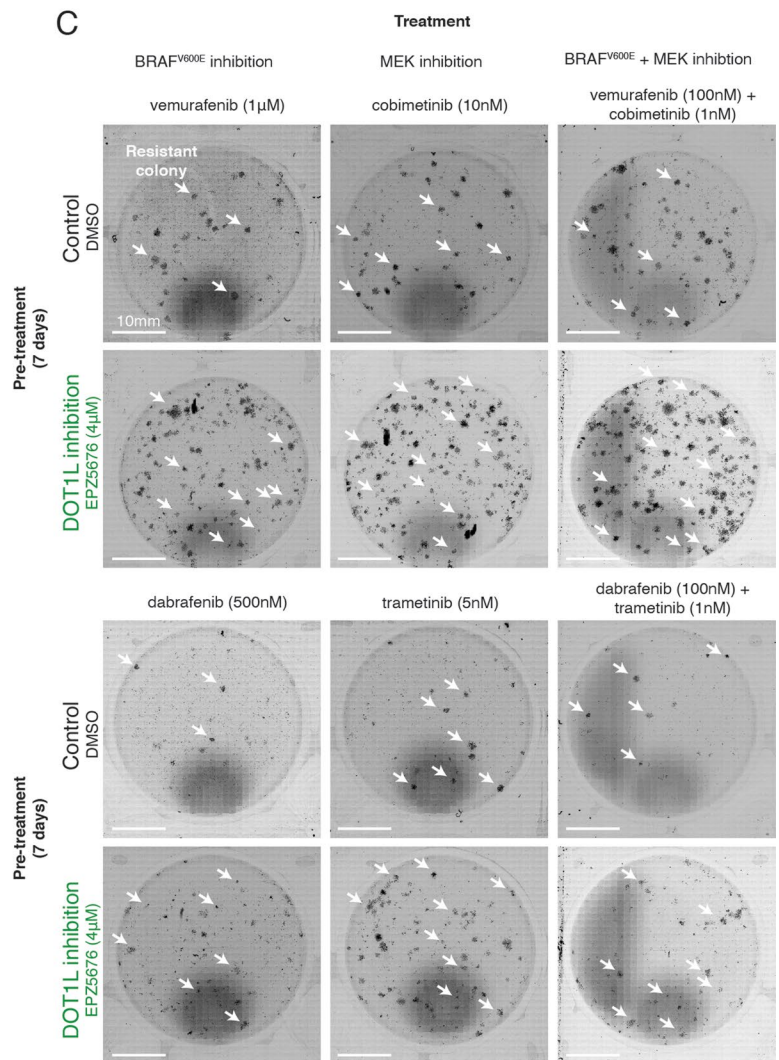 C
Treatment
BRAFV600E inhibition
MEK inhibition
BRAFV600E + MEK inhibtion
vemurafenib (1μM)
cobimetinib (10nM)
vemurafenib (100nM) +
cobimetinib (1nM)
Pre-treatment
(7 days)
Control
DMSO
Resistant
colony
10mm
DOT1L inhibition
EPZ5676 (4μM)
dabrafenib (500nM)
trametinib (5nM)
dabrafenib (100nM) +
trametinib (1nM)
Pre-treatment
(7 days)
Control
DMSO
DOT1L inhibition
EPZ5676 (4μM)